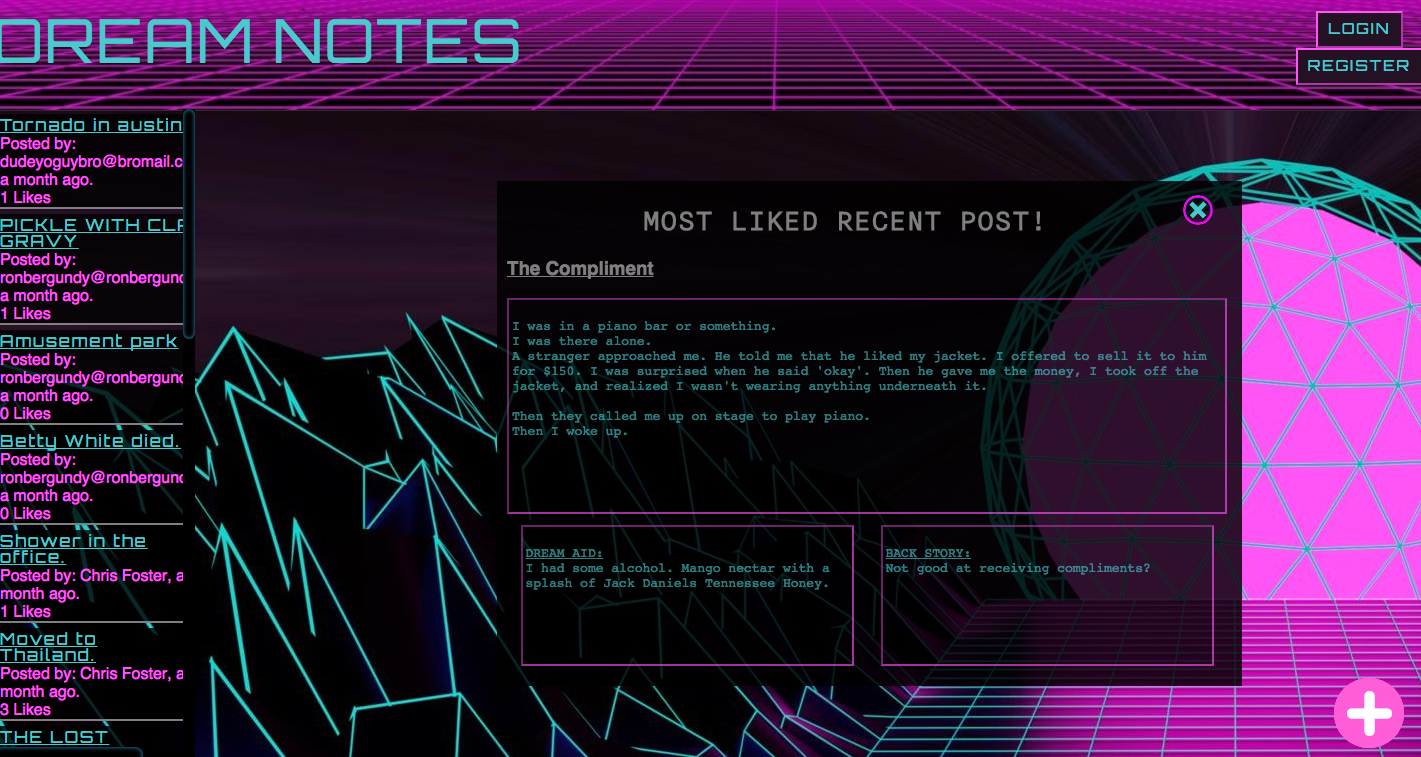 DREAM NOTES
LOGIN
REGISTER
Tornado in austin
Posted by:
dudeyoguybro@bromail.c
a month ago.
1 Likes
PICKLE WITH CLA
GRAVY
Posted by:
ronbergundy@ronbergund
a month ago.
1 Likes
Amusement park
Posted by:
ronbergundy@ronbergund
a month ago.
0 Likes
Betty White died.
Posted by:
ronbergundy@ronbergund
a month ago.
0 Likes
Shower in the
office.
Posted by: Chris Foster, a
month ago.
1 Likes
Moved to
Thailand.
Posted by: Chris Foster, a
month ago.
3 Likes
THE LOST
MOST LIKED RECENT POST!
The Compliment
I was in a piano bar or something.
I was there alone.
A stranger approached me. He told me that he liked my jacket. I offered to sell it to him
for $150. I was surprised when he said 'okay'. Then he gave me the money, I took off the
jacket, and realized I wasn't wearing anything underneath it.
Then they called me up on stage to play piano.
Then I woke up.
DREAM AID:
I had some alcohol. Mango nectar with a
splash of Jack Daniels Tennessee Honey.
BACK STORY:
Not good at receiving compliments?